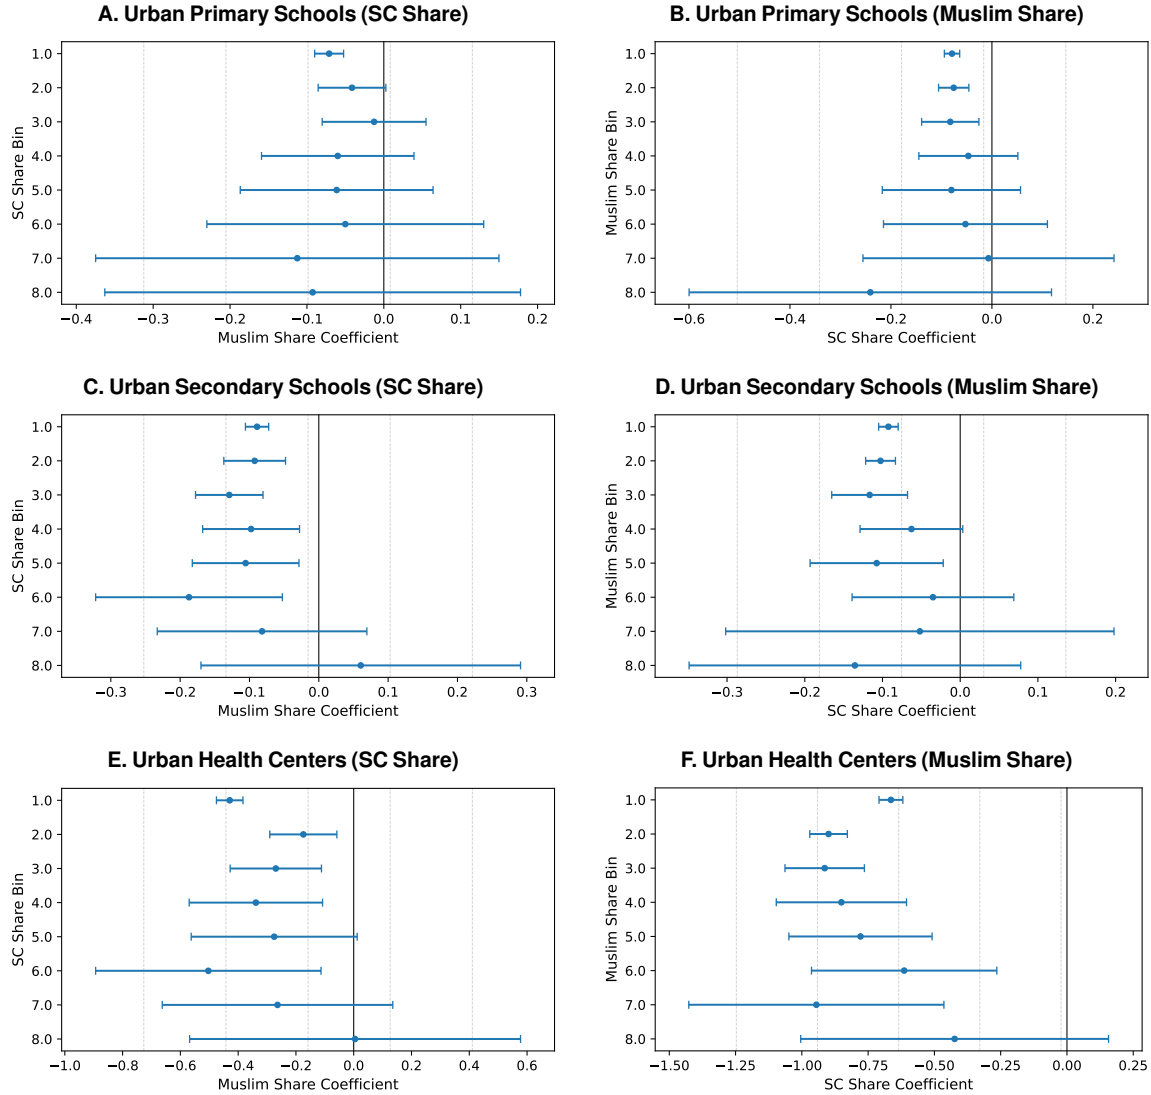 A. Urban Primary Schools (SC Share)
1.0
2.0
3.0
4.0
5.0
6.0
7.0
8.0
SC Share Bin
−0.4 −0.3 −0.2 −0.1 0.0 0.1 0.2
Muslim Share Coefficient
B. Urban Primary Schools (Muslim Share)
1.0
2.0
3.0
4.0
5.0
6.0
7.0
8.0
Muslim Share Bin
−0.6 −0.4 −0.2 0.0 0.2
SC Share Coefficient
C. Urban Secondary Schools (SC Share)
1.0
2.0
3.0
4.0
5.0
6.0
7.0
8.0
SC Share Bin
−0.3 −0.2 −0.1 0.0 0.1 0.2 0.3
Muslim Share Coefficient
D. Urban Secondary Schools (Muslim Share)
1.0
2.0
3.0
4.0
5.0
6.0
7.0
8.0
Muslim Share Bin
−0.3 −0.2 −0.1 0.0 0.1 0.2
SC Share Coefficient
E. Urban Health Centers (SC Share)
1.0
2.0
3.0
4.0
5.0
6.0
7.0
8.0
SC Share Bin
−1.0 −0.8 −0.6 −0.4 −0.2 0.0 0.2 0.4 0.6
Muslim Share Coefficient
F. Urban Health Centers (Muslim Share)
1.0
2.0
3.0
4.0
5.0
6.0
7.0
8.0
Muslim Share Bin
−1.50 −1.25 −1.00 −0.75 −0.50 −0.25 0.00 0.25
SC Share Coefficient